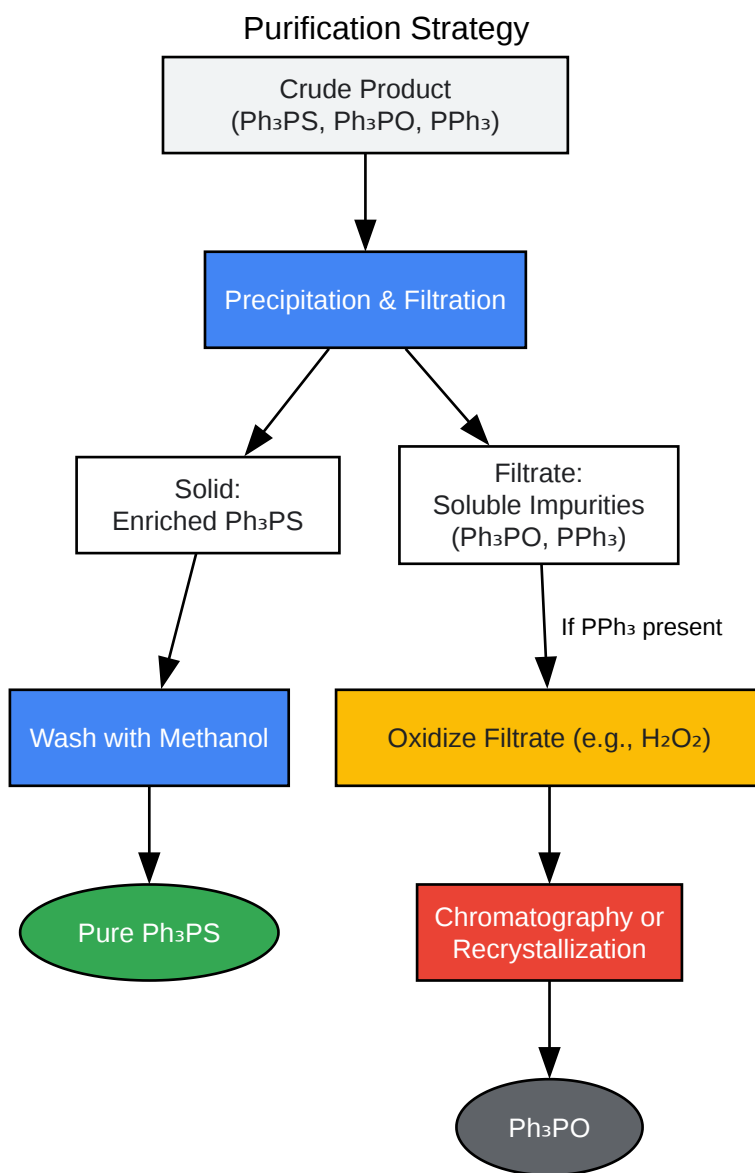 Purification Strategy
Crude Product
(Ph₃PS, Ph₃PO, PPh₃)
Precipitation & Filtration
Solid:
Enriched Ph₃PS
Filtrate:
Soluble Impurities
(Ph₃PO, PPh₃)
If PPh₃ present
Wash with Methanol
Oxidize Filtrate (e.g., H₂O₂)
Pure Ph₃PS
Chromatography or
Recrystallization
Ph₃PO